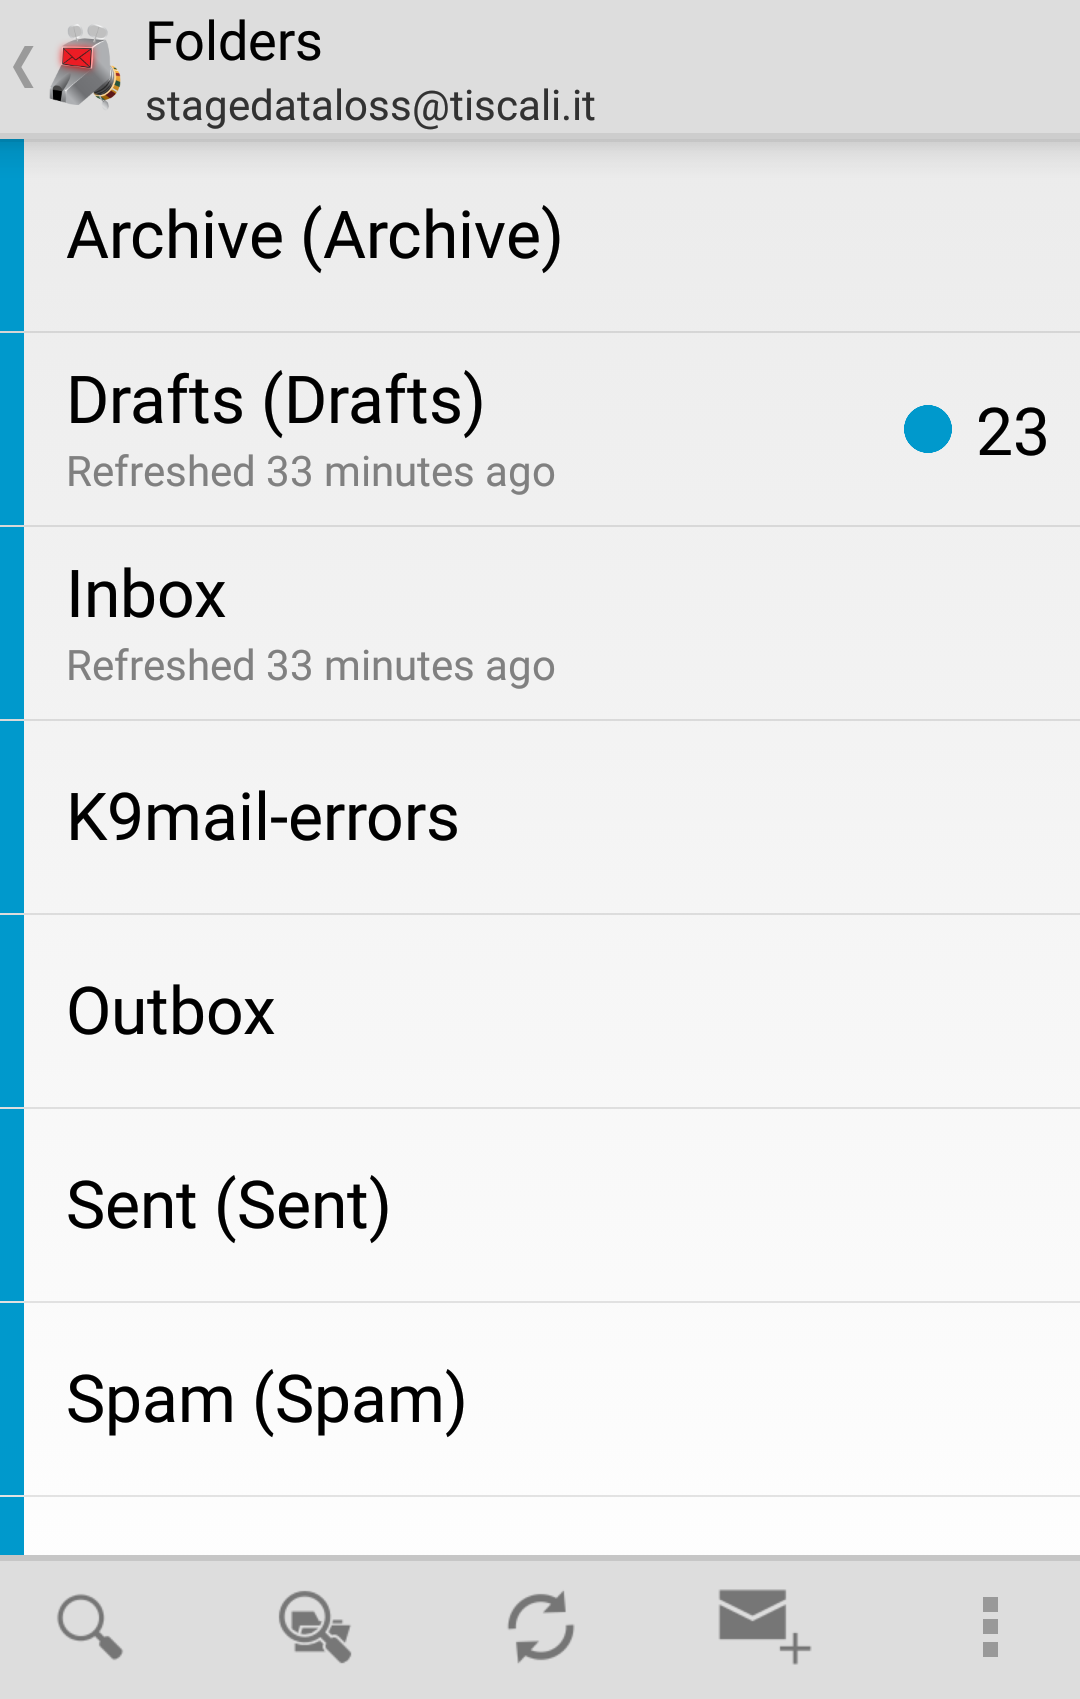 Folders
stagedataloss@tiscali.it
Archive (Archive)
Drafts (Drafts)
Refreshed 33 minutes ago
23
Inbox
Refreshed 33 minutes ago
K9mail-errors
Outbox
Sent (Sent)
Spam (Spam)